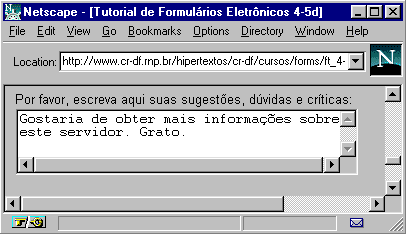 Netscape - [Tutorial de Formulários Eletrônicos 4-5d]
File Edit View Go Bookmarks Options Directory Window Help
Location: http://www.cr-df.rnp.br/hipertextos/cr-df/cursos/forms/ft_4-
N
Por favor, escreva aqui suas sugestões, dúvidas e críticas:
Gostaria de obter mais informações sobre
este servidor. Grato.